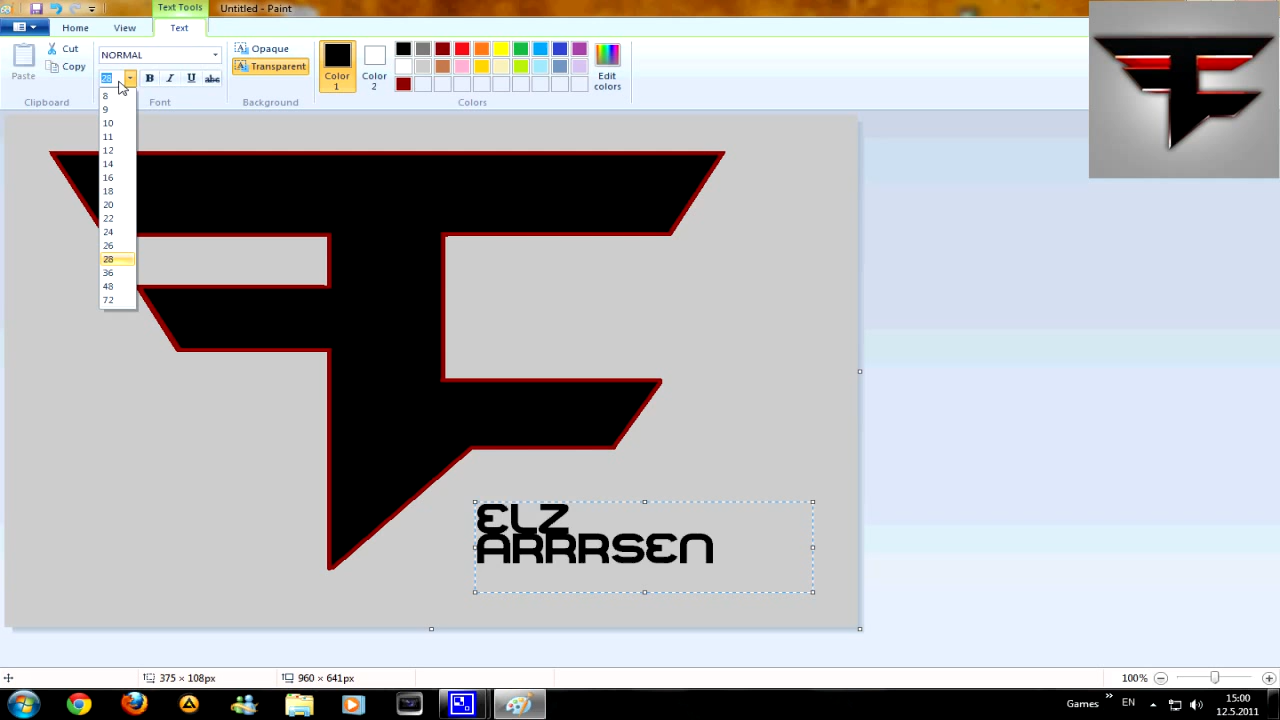 Text Tools
Untitled - Paint
Home
View
Text
Paste
Cut
Copy
Clipboard
NORMAL
28
B
I
U
abc
Font
Opaque
Transparent
Background
Color
1
Color
2
Edit
colors
Colors
8
9
10
11
12
14
16
18
20
22
24
26
28
36
48
72
ELZ
ARRRSEN
375 × 108px
960 × 641px
100%
Games
EN
15:00
12.5.2011